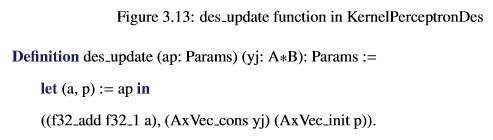 Figure 3.13: des_update function in KernelPerceptronDes
Definition des_update (ap: Params) (yj: A*B): Params :=
let (a, p) := ap in
((f32_add f32_1 a), (AxVec_cons yj) (AxVec_init p)).